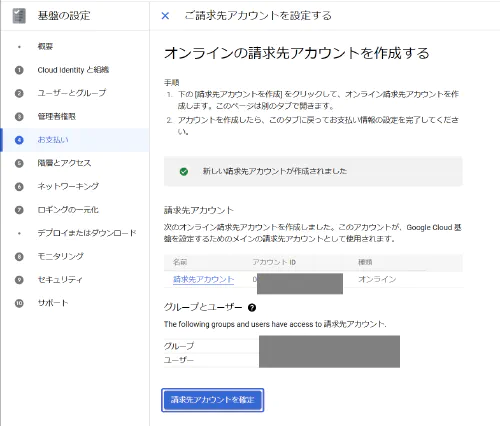 基盤の設定
概要
1 Cloud Identity と組織
2 ユーザーとグループ
3 管理者権限
4 お支払い
5 階層とアクセス
6 ネットワーキング
7 ロギングの一元化
デプロイまたはダウンロード
8 モニタリング
9 セキュリティ
10 サポート
ご請求先アカウントを設定する
オンラインの請求先アカウントを作成する
手順
1. 下の [請求先アカウントを作成] をクリックして、オンライン請求先アカウントを作
成します。このページは別のタブで開きます。
2. アカウントを作成したら、このタブに戻ってお支払い情報の設定を完了してくださ
い。
新しい請求先アカウントが作成されました
請求先アカウント
次のオンライン請求先アカウントを作成しました。このアカウントが、Google Cloud 基
盤を設定するためのメインの請求先アカウントとして使用されます。
名前 アカウント ID 種類
請求先アカウント 0 オンライン
グループとユーザー ?
The following groups and users have access to 請求先アカウント.
グループ
ユーザー
請求先アカウントを確定